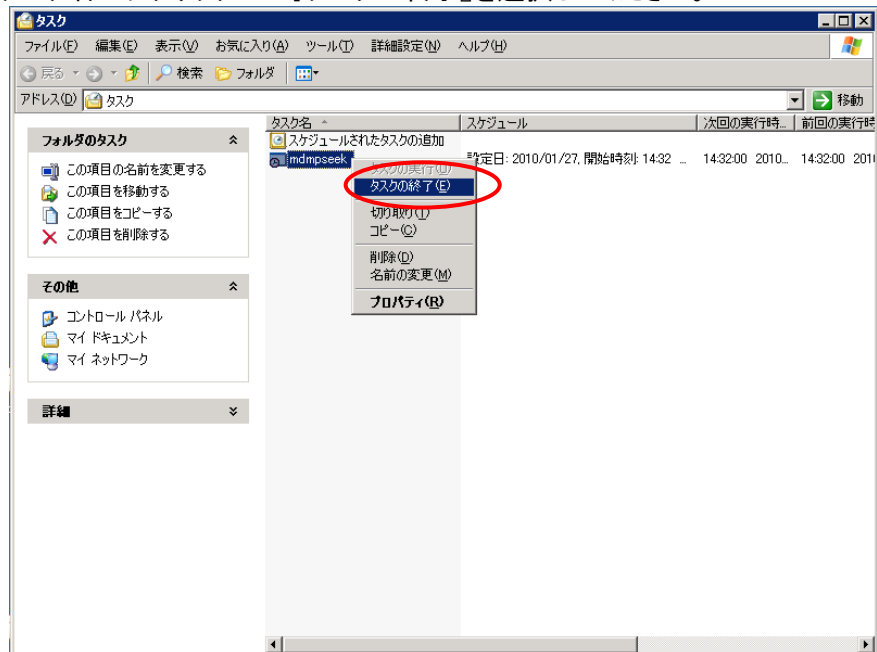 タスク
ファイル(F) 編集(E) 表示(V) お気に入り(A) ツール(T) 詳細設定(N) ヘルプ(H)
戻る 検索 フォルダ
アドレス(D) タスク 移動
フォルダのタスク
この項目の名前を変更する
この項目を移動する
この項目をコピーする
この項目を削除する
その他
コントロール パネル
マイ ドキュメント
マイ ネットワーク
詳細
タスク名 スケジュール 次回の実行時... 前回の実行時
スケジュールされたタスクの追加
mdmpseek 設定日: 2010/01/27, 開始時刻: 14:32 ... 14:32:00 2010... 14:32:00 201
タスクの実行(U)
タスクの終了(E)
切り取り(T)
コピー(C)
削除(D)
名前の変更(M)
プロパティ(R)